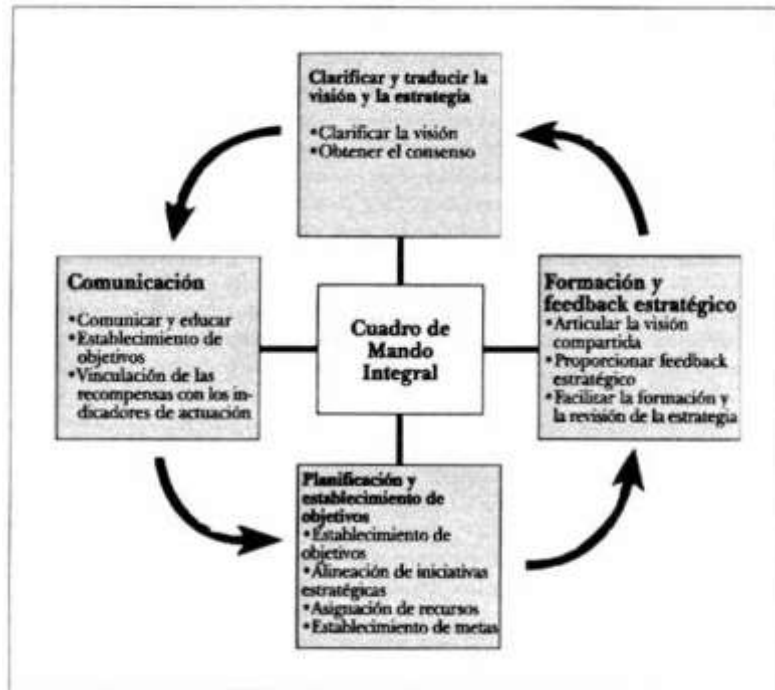 Clarificar y traducir la
visión y la estrategia
•Clarificar la visión
•Obtener el consenso
Comunicación
•Comunicar y educar
•Establecimiento de
objetivos
•Vinculación de las
recompensas con los in-
dicadores de actuación
Cuadro de
Mando
Integral
Formación y
feedback estratégico
•Articular la visión
compartida
•Proporcionar feedback
estratégico
•Facilitar la formación y
la revisión de la estrategia
Planificación y
establecimiento de
objetivos
•Establecimiento de
objetivos
•Alineación de iniciativas
estratégicas
•Asignación de recursos
•Establecimiento de metas